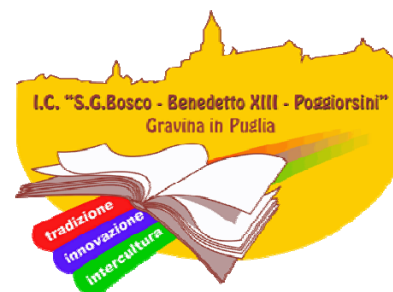 I.C. “S.G.Bosco - Benedetto XIII - Poggiorsini”
Gravina in Puglia
tradizione
innovazione
intercultura